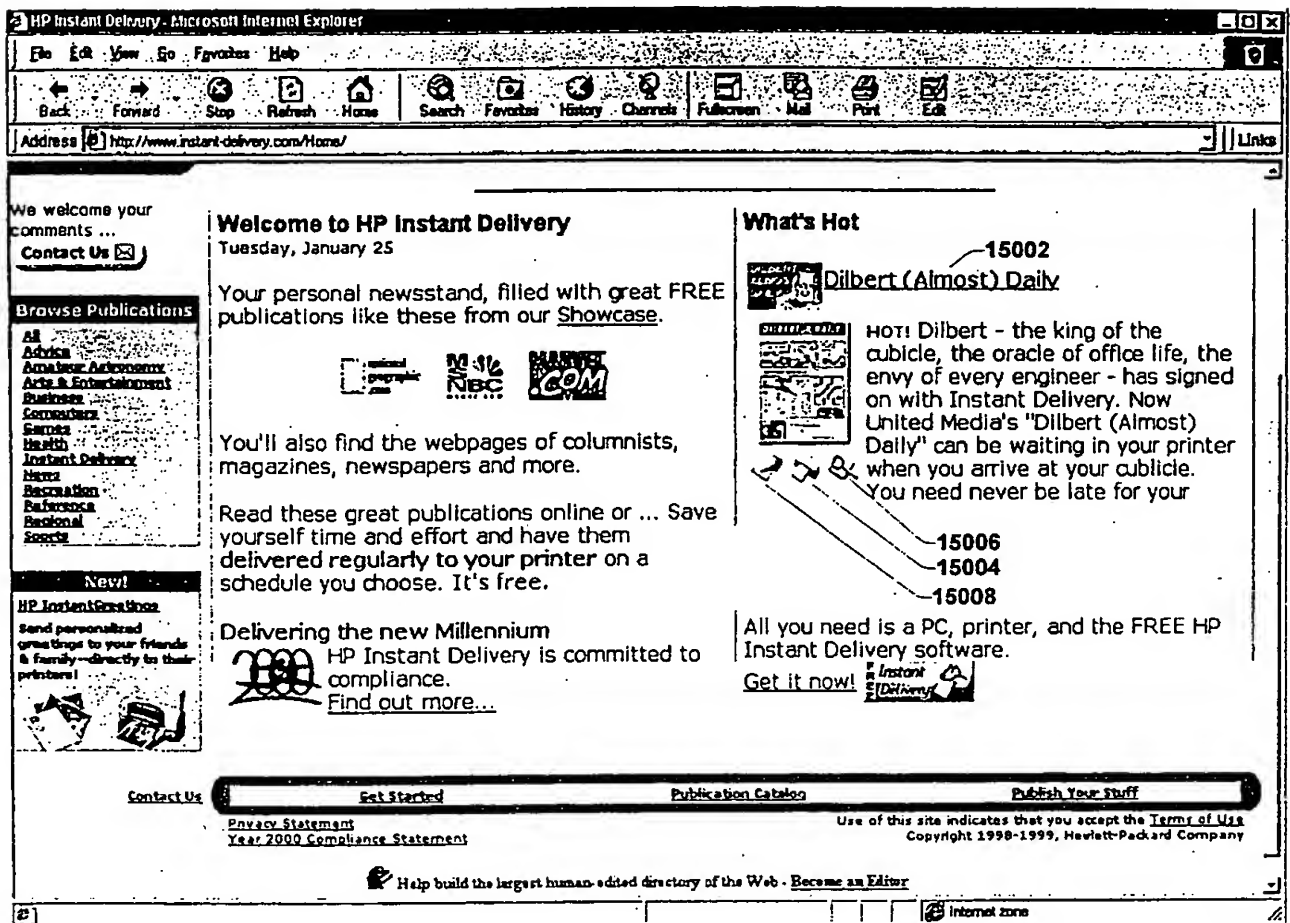 HP Instant Delivery - Microsoft Internet Explorer
File Edit View Go Favorites Help
Back Forward Stop Refresh Home Search Favorites History Channels Fullscreen Mail Print Edit
Address http://www.instant-delivery.com/Home/ Links
We welcome your
comments ...
Contact Us
Browse Publications
All
Advice
Amateur Astronomy
Arts & Entertainment
Business
Computers
Games
Health
Instant Delivery
News
Recreation
Reference
Regional
Sports
New!
HP InstantGreetings
Send personalized
greetings to your friends
& family--directly to their
printers!
Welcome to HP Instant Delivery
Tuesday, January 25
Your personal newsstand, filled with great FREE
publications like these from our Showcase.
national
geographic
.com
NBC
MARVEL
.COM
You'll also find the webpages of columnists,
magazines, newspapers and more.
Read these great publications online or ... Save
yourself time and effort and have them
delivered regularly to your printer on a
schedule you choose. It's free.
Delivering the new Millennium
2000
HP Instant Delivery is committed to
compliance.
Find out more...
What's Hot
15002
Dilbert (Almost) Daily
HOT! Dilbert - the king of the
cubicle, the oracle of office life, the
envy of every engineer - has signed
on with Instant Delivery. Now
United Media's "Dilbert (Almost)
Daily" can be waiting in your printer
when you arrive at your cubicle.
You need never be late for your
15006
15004
15008
All you need is a PC, printer, and the FREE HP
Instant Delivery software.
Get it now!
FREE
Instant
Delivery
Contact Us Get Started Publication Catalog Publish Your Stuff
Privacy Statement
Year 2000 Compliance Statement
Use of this site indicates that you accept the Terms of Use
Copyright 1998-1999, Hewlett-Packard Company
Help build the largest human-edited directory of the Web - Become an Editor
Internet zone